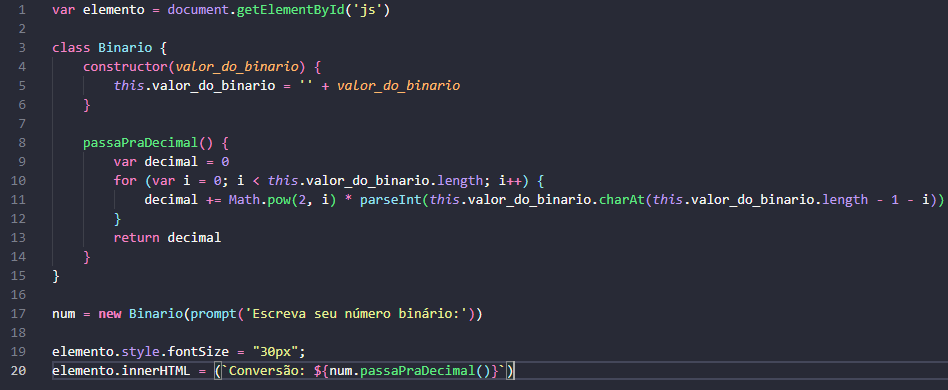 1 var elemento = document.getElementById('js')
2
3 class Binario {
4     constructor(valor_do_binario) {
5         this.valor_do_binario = '' + valor_do_binario
6     }
7
8     passaPraDecimal() {
9         var decimal = 0
10         for (var i = 0; i < this.valor_do_binario.length; i++) {
11             decimal += Math.pow(2, i) * parseInt(this.valor_do_binario.charAt(this.valor_do_binario.length - 1 - i))
12         }
13         return decimal
14     }
15 }
16
17 num = new Binario(prompt('Escreva seu número binário:'))
18
19 elemento.style.fontSize = "30px";
20 elemento.innerHTML = (`Conversão: ${num.passaPraDecimal()}`)